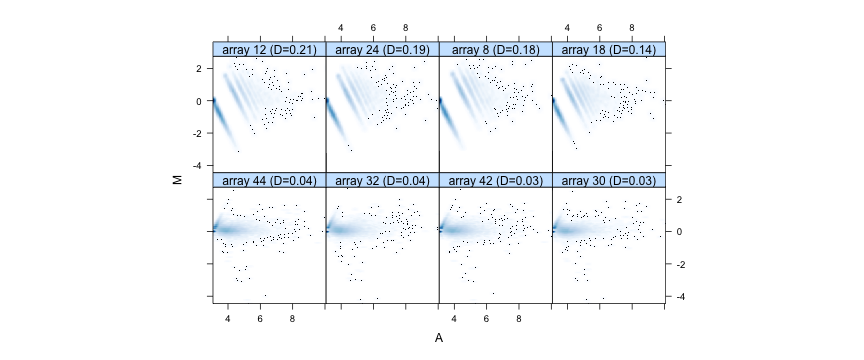 4 6 8 4 6 8
array 12 (D=0.21) array 24 (D=0.19) array 8 (D=0.18) array 18 (D=0.14)
2
0
-2
-4
M
array 44 (D=0.04) array 32 (D=0.04) array 42 (D=0.03) array 30 (D=0.03)
2
0
-2
-4
4 6 8 4 6 8
A